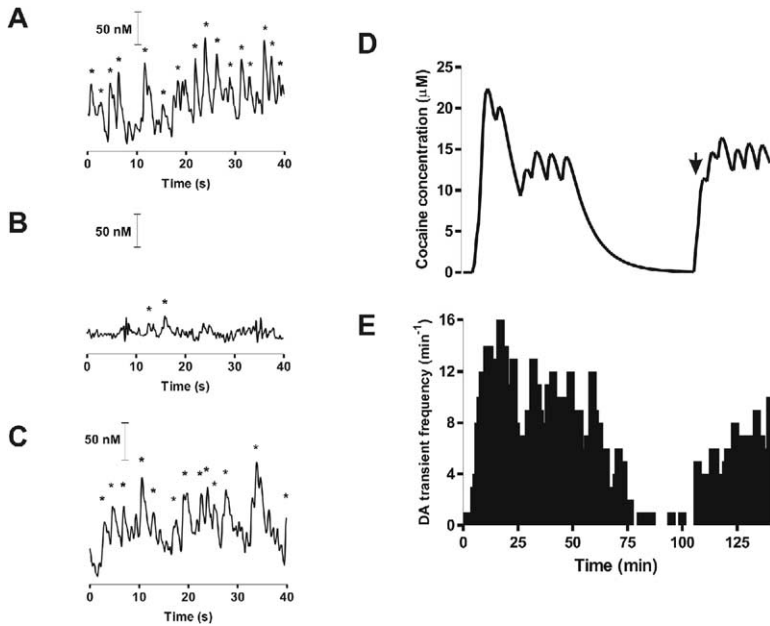 A
50 nM
* * * * * * * * * * * * * * * *
0 10 20 30 40
Time (s)
B
50 nM
* *
0 10 20 30 40
Time (s)
C
50 nM
* * * * * * * * * * * * *
0 10 20 30 40
Time (s)
D
Cocaine concentration (µM)
25
20
15
10
5
0
E
DA transient frequency (min⁻¹)
16
12
8
4
0
0 25 50 75 100 125
Time (min)